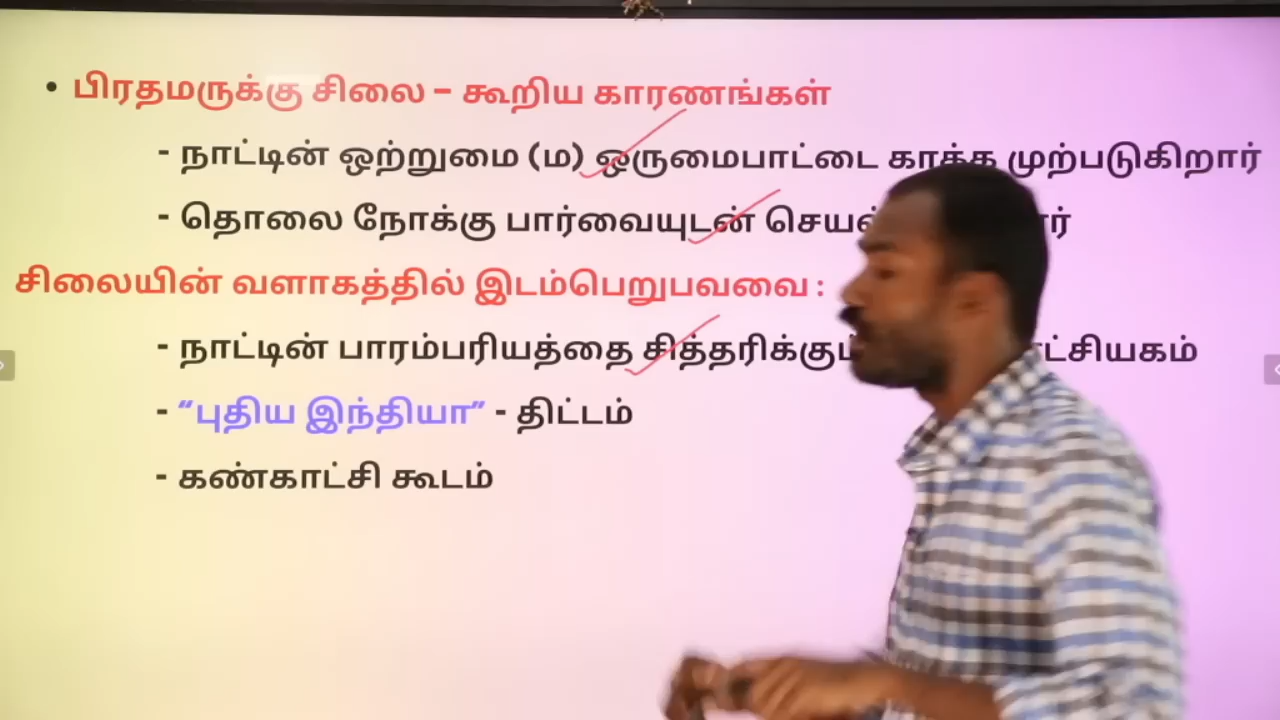 • பிரதமருக்கு சிலை – கூறிய காரணங்கள்
- நாட்டின் ஒற்றுமை (ம) ஒருமைபாட்டை காக்க முற்படுகிறார்
- தொலை நோக்கு பார்வையுடன்
சிலையின் வளாகத்தில் இடம்பெறுபவவை :
- நாட்டின் பாரம்பரியத்தை சித்தரிக்கும்
- “புதிய இந்தியா” - திட்டம்
- கண்காட்சி கூடம்